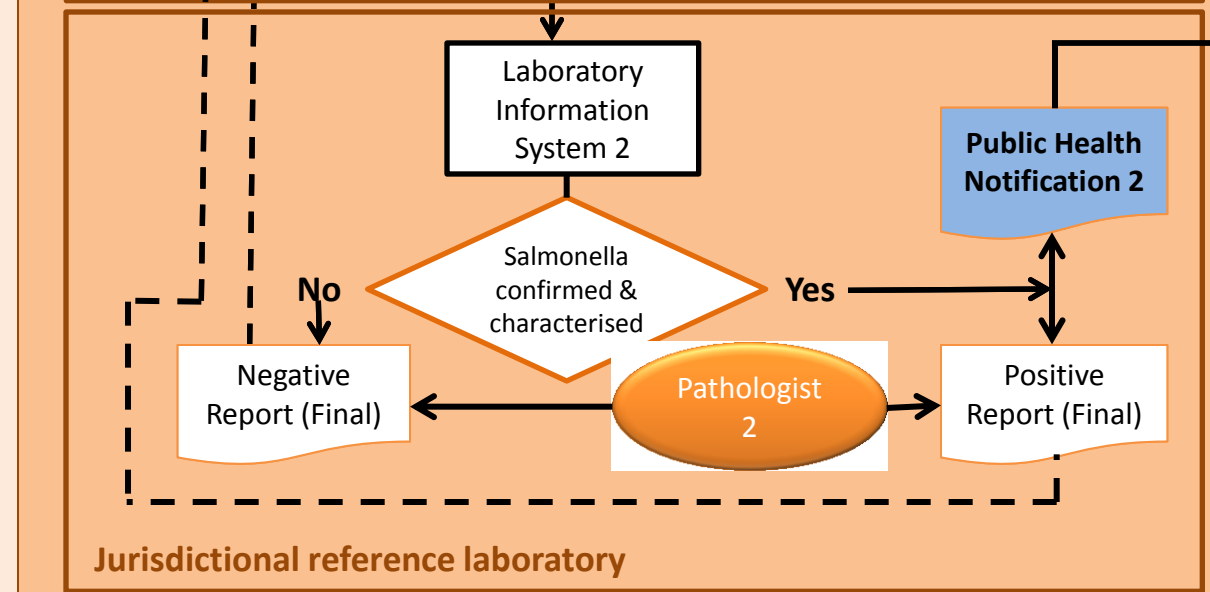 Laboratory
Information
System 2
Public Health
Notification 2
Salmonella
confirmed &
characterised
No
Yes
Negative
Report (Final)
Pathologist
2
Positive
Report (Final)
Jurisdictional reference laboratory